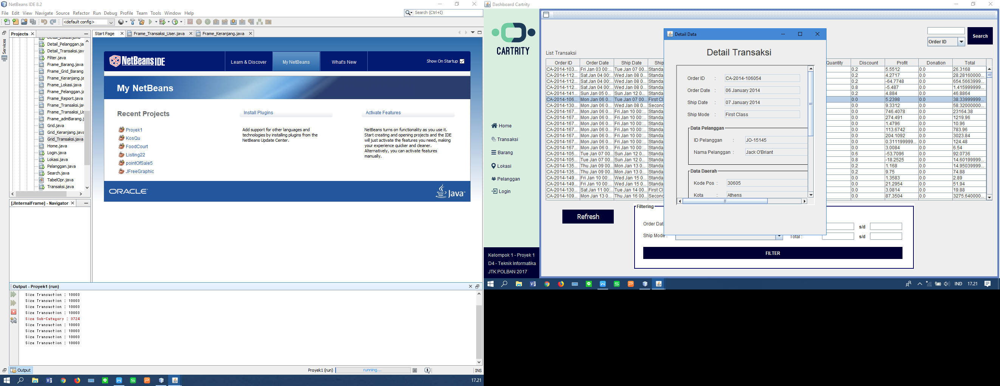 NetBeans IDE 8.2
File Edit View Navigate Source Refactor Run Debug Profile Team Tools Window Help
Search (Ctrl+I)
<default config>
Projects
Services
Detail_Lokasi.java
Detail_Pelanggan.ja
Detail_Transaksi.jav
Filter.java
Frame_Barang.java
Frame_Grid_Barang.
Frame_Keranjang.ja
Frame_Lokasi.java
Frame_Pelanggan.ja
Frame_Report.java
Frame_Transaksi.jav
Frame_Transaksi_Us
Frame_admBarang.j
Grid.java
Grid_Keranjang.java
Grid_Transaksi.java
Home.java
Login.java
Lokasi.java
Pelanggan.java
Search.java
TabelOpr.java
Transaksi.java
[JInternalFrame] - Navigator
Start Page
Frame_Transaksi_User.java
Frame_Keranjang.java
NetBeans IDE
Learn & Discover
My NetBeans
What's New
Show On Startup
My NetBeans
Recent Projects
Proyek1
KosQu
FoodCourt
Listing22
pointOfSale5
JFreeGraphic
Install Plugins
Add support for other languages and
technologies by installing plugins from the
NetBeans Update Center.
Activate Features
NetBeans turns on functionality as you use it.
Start creating and opening projects and the IDE
will just activate the features you need, making
your experience quicker and cleaner.
Alternatively, you can activate features
manually.
ORACLE
Java
Output - Proyek1 (run)
Size Transaction : 10003
Size Transaction : 10003
Size Transaction : 10003
Size Transaction : 10003
Size Sub-Category : 3724
Size Transaction : 10003
Size Transaction : 10003
Size Transaction : 10003
Size Transaction : 10003
Output
Proyek1 (run)
running...
1
INS
17.21
Dashboard Cartrity
CARTRITY
Home
Transaksi
Barang
Lokasi
Pelanggan
Login
Kelompok 1 - Proyek 1
D4 - Teknik Informatika
JTK POLBAN 2017
Search
Order ID
List Transaksi
Order ID Order Date Ship Date Ship Quantity Discount Profit Donation Total
CA-2014-103... Fri Jan 03 00:... Tue Jan 07 00... Standa 0.2 5.5512 0.0 26.3168
CA-2014-112... Sat Jan 04 00:... Wed Jan 08 0... Standa 0.2 4.2717 0.0 28.28160000...
CA-2014-112... Sat Jan 04 00:... Wed Jan 08 0... Standa 0.2 -64.7748 0.0 654.5663999...
CA-2014-112... Sat Jan 04 00:... Wed Jan 08 0... Standa 0.8 -5.487 0.0 1.415999999...
CA-2014-141... Sun Jan 05 0... Sun Jan 12 0... Standa 0.2 4.884 0.0 46.8864
CA-2014-106... Mon Jan 06 0... Tue Jan 07 00... First Cl 0.0 5.2398 0.0 38.33999999...
CA-2014-130... Mon Jan 06 0... Wed Jan 08 0... Secon 0.0 9.3312 0.0 58.32000000...
CA-2014-167... Mon Jan 06 0... Fri Jan 10 00:... Standa 0.0 746.4078 0.0 23164.38
CA-2014-167... Mon Jan 06 0... Fri Jan 10 00:... Standa 0.0 274.491 0.0 1219.96
CA-2014-167... Mon Jan 06 0... Fri Jan 10 00:... Standa 0.0 1.4796 0.0 10.96
CA-2014-167... Mon Jan 06 0... Fri Jan 10 00:... Standa 0.0 113.6742 0.0 783.96
CA-2014-167... Mon Jan 06 0... Fri Jan 10 00:... Standa 0.0 204.1092 0.0 3023.84
CA-2014-167... Mon Jan 06 0... Fri Jan 10 00:... Standa 0.0 0.311199999... 0.0 124.48
CA-2014-167... Mon Jan 06 0... Fri Jan 10 00:... Standa 0.0 3.0084 0.0 6.54
CA-2014-105... Tue Jan 07 00... Sun Jan 12 0... Standa 0.6 -53.7096 0.0 92.0736
CA-2014-105... Tue Jan 07 00... Sun Jan 12 0... Standa 0.8 -18.2525 0.0 14.60199999...
CA-2014-135... Thu Jan 09 00... Mon Jan 13 0... Standa 0.2 1.168 0.0 14.95039999...
CA-2014-135... Thu Jan 09 00... Mon Jan 13 0... Standa 0.2 9.75 0.0 74.88
CA-2014-149... Fri Jan 10 00:... Wed Jan 15 0... Standa 0.0 1.3583 0.0 2.89
CA-2014-149... Fri Jan 10 00:... Wed Jan 15 0... Standa 0.0 21.2954 0.0 51.94
CA-2014-130... Sat Jan 11 00:... Tue Jan 14 00... First Cl 0.0 3.0814 0.0 19.88
CA-2014-109... Mon Jan 13 0... Thu Jan 16 00... Secon 0.0 87.3504 0.0 3275.640000...
Detail Data
Detail Transaksi
Order ID : CA-2014-106054
Order Date : 06 January 2014
Ship Date : 07 January 2014
Ship Mode : First Class
Data Pelanggan
ID Pelanggan : JO-15145
Nama Pelanggan : Jack O'Briant
Data Daerah
Kode Pos : 30605
Kota : Athens
Refresh
Filtering
Order Dat
s/d
Ship Mode :
Total :
s/d
FILTER
IND
17.21